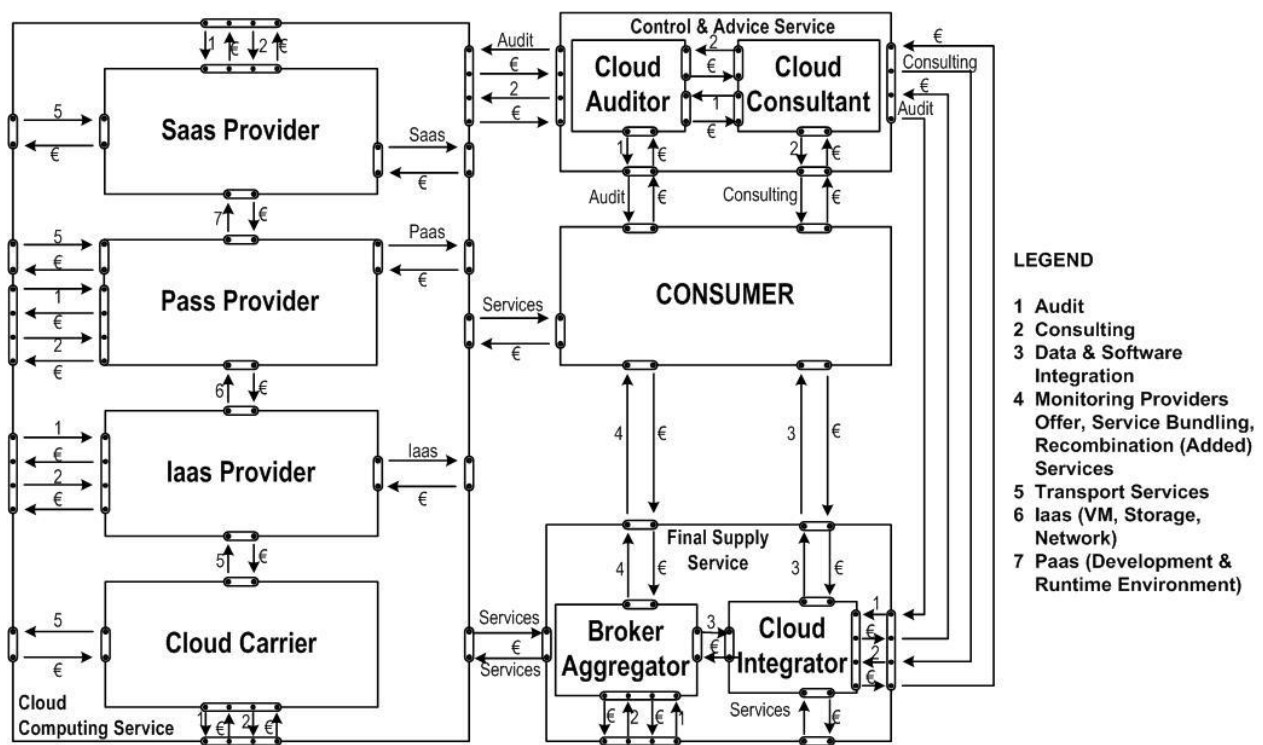 Control & Advice Service
1
€
2
€
Audit
€
2
€
Cloud
Auditor
2
€
1
€
Cloud
Consultant
€
Consulting
€
Audit
5
€
Saas Provider
Saas
€
1
€
2
€
Audit
€
Consulting
€
7
€
5
€
1
€
2
€
Pass Provider
Paas
€
Services
€
CONSUMER
6
€
1
€
2
€
Iaas Provider
Iaas
€
4
€
3
€
5
€
Final Supply
Service
4
€
3
€
5
€
Cloud Carrier
Services
€
Services
Broker
Aggregator
3
€
Cloud
Integrator
1
€
2
€
Cloud
Computing Service
1
€
2
€
€
2
€
1
Services
€
LEGEND
1 Audit
2 Consulting
3 Data & Software
Integration
4 Monitoring Providers
Offer, Service Bundling,
Recombination (Added)
Services
5 Transport Services
6 Iaas (VM, Storage,
Network)
7 Paas (Development &
Runtime Environment)